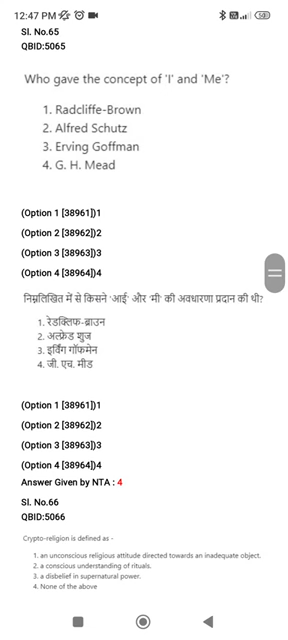 12:47 PM
50
Sl. No.65
QBID:5065
Who gave the concept of 'I' and 'Me'?
1. Radcliffe-Brown
2. Alfred Schutz
3. Erving Goffman
4. G. H. Mead
(Option 1 [38961])1
(Option 2 [38962])2
(Option 3 [38963])3
(Option 4 [38964])4
निम्नलिखित में से किसने 'आई' और 'मी' की अवधारणा प्रदान की थी?
1. रेडक्लिफ-ब्राउन
2. अल्फ्रेड शुज
3. इर्विंग गॉफमेन
4. जी. एच. मीड
(Option 1 [38961])1
(Option 2 [38962])2
(Option 3 [38963])3
(Option 4 [38964])4
Answer Given by NTA : 4
Sl. No.66
QBID:5066
Crypto-religion is defined as -
1. an unconscious religious attitude directed towards an inadequate object.
2. a conscious understanding of rituals.
3. a disbelief in supernatural power.
4. None of the above